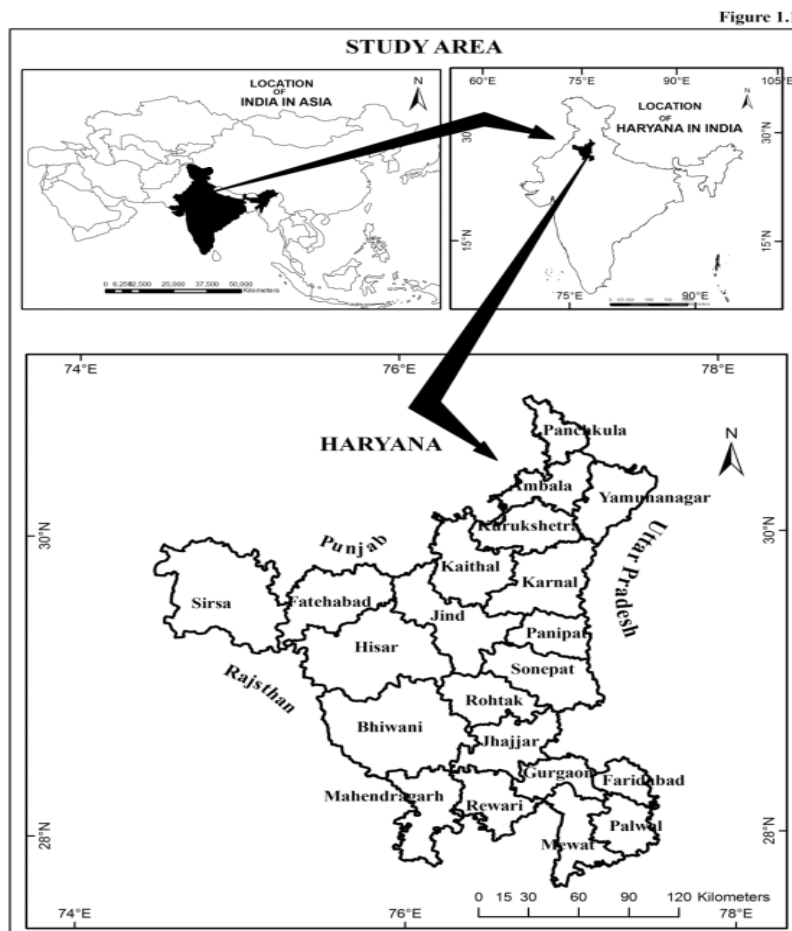 Figure 1.1
STUDY AREA
LOCATION
OF
INDIA IN ASIA
N
Kilometers
60°E 75°E 90°E 105°E
LOCATION
OF
HARYANA IN INDIA
N
30°N
15°N
15°N
75°E 90°E
74°E 76°E 78°E
HARYANA
N
Panchkula
Ambala
Yamunanagar
Kurukshetra
30°N
30°N
Punjab
Uttar Pradesh
Kaithal
Karnal
Sirsa
Fatehabad
Jind
Panipat
Hisar
Sonepat
Rajsthan
Rohtak
Bhiwani
Jhajjar
Gurgaon
Faridabad
Mahendragarh
Rewari
Palwal
Mewat
28°N
28°N
0 15 30 60 90 120 Kilometers
74°E 76°E 78°E